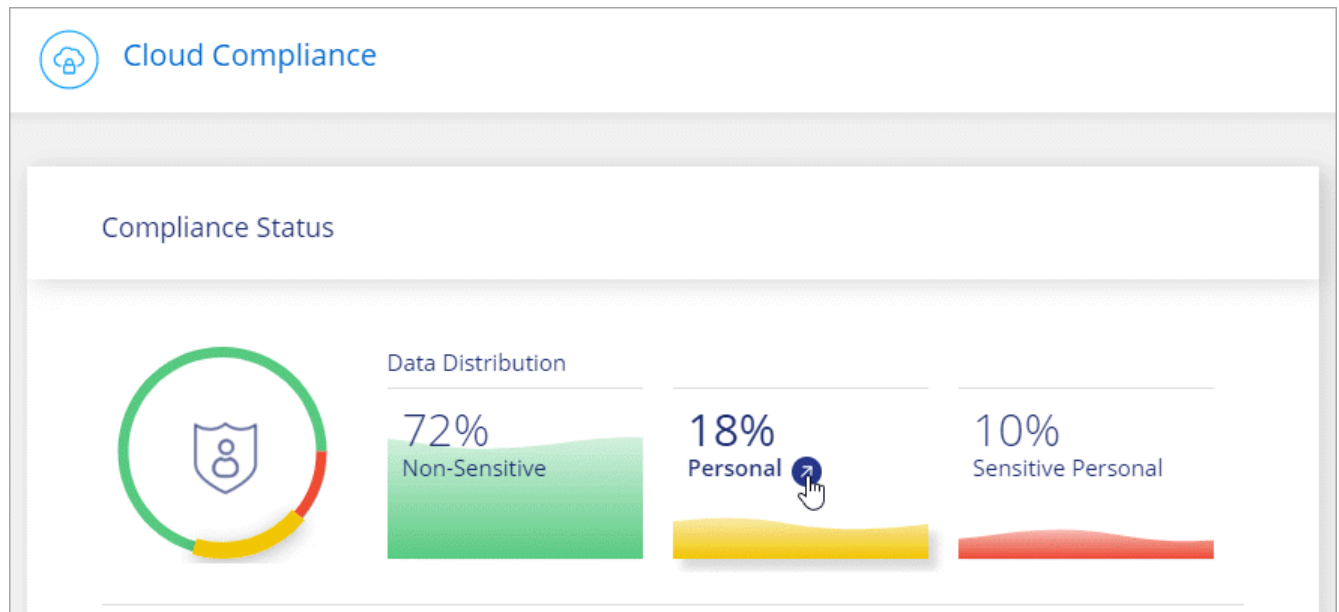 Cloud Compliance
Compliance Status
Data Distribution
72%
Non-Sensitive
18%
Personal
10%
Sensitive Personal